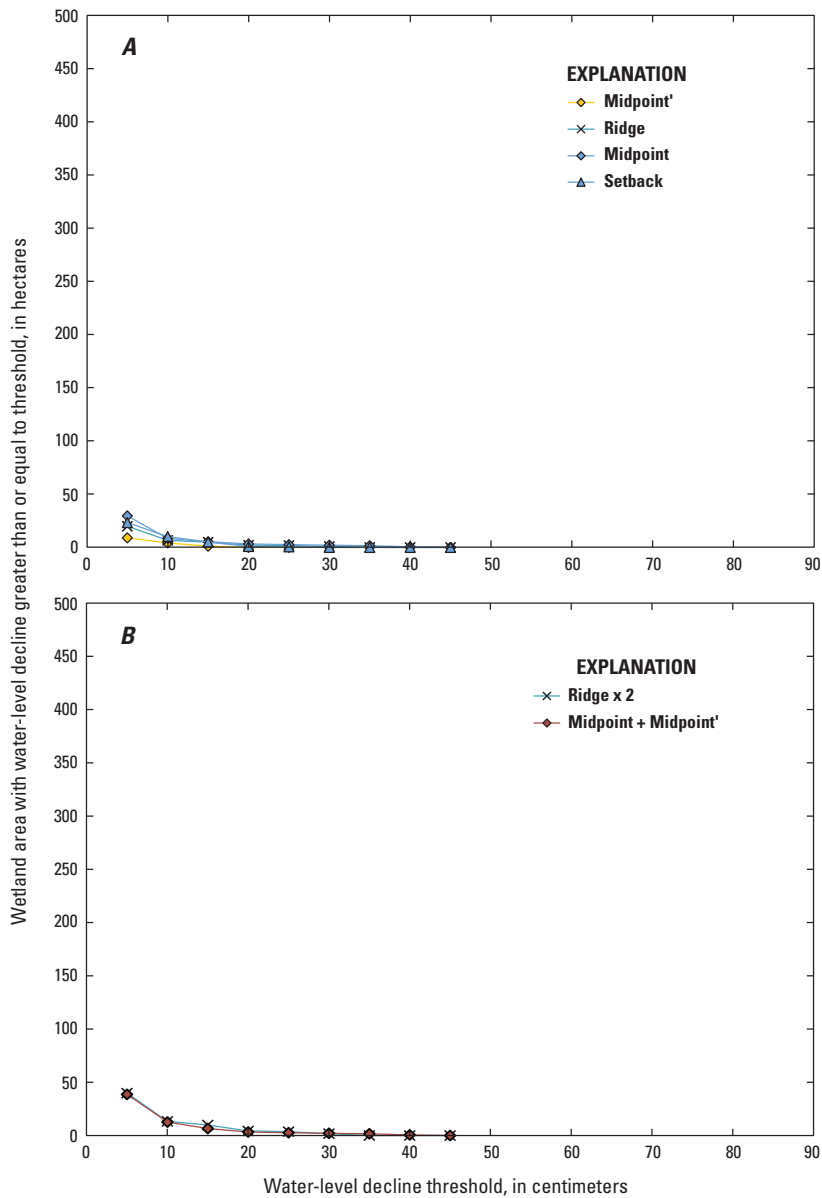 Wetland area with water-level decline greater than or equal to threshold, in hectares
A
EXPLANATION
Midpoint'
Ridge
Midpoint
Setback
500
450
400
350
300
250
200
150
100
50
0
0 10 20 30 40 50 60 70 80 90
B
EXPLANATION
Ridge x 2
Midpoint + Midpoint'
500
450
400
350
300
250
200
150
100
50
0
0 10 20 30 40 50 60 70 80 90
Water-level decline threshold, in centimeters